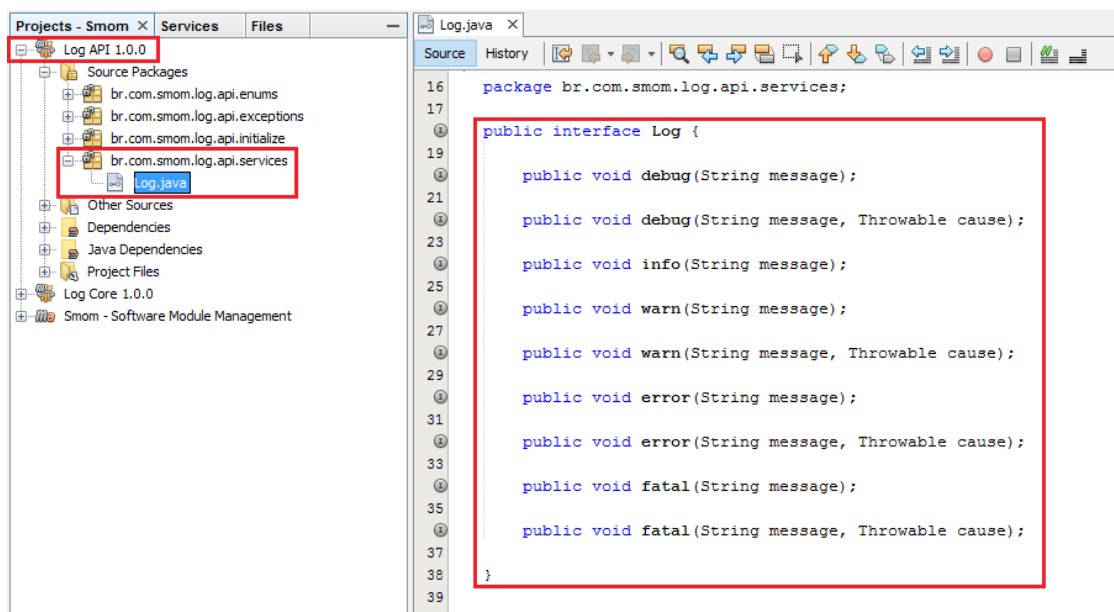 Projects - Smom
Services
Files
Log API 1.0.0
Source Packages
br.com.smom.log.api.enums
br.com.smom.log.api.exceptions
br.com.smom.log.api.initialize
br.com.smom.log.api.services
Log.java
Other Sources
Dependencies
Java Dependencies
Project Files
Log Core 1.0.0
Smom - Software Module Management
Log.java
Source History
16 package br.com.smom.log.api.services;
17
public interface Log {
19
public void debug(String message);
21
public void debug(String message, Throwable cause);
23
public void info(String message);
25
public void warn(String message);
27
public void warn(String message, Throwable cause);
29
public void error(String message);
31
public void error(String message, Throwable cause);
33
public void fatal(String message);
35
public void fatal(String message, Throwable cause);
37
38 }
39